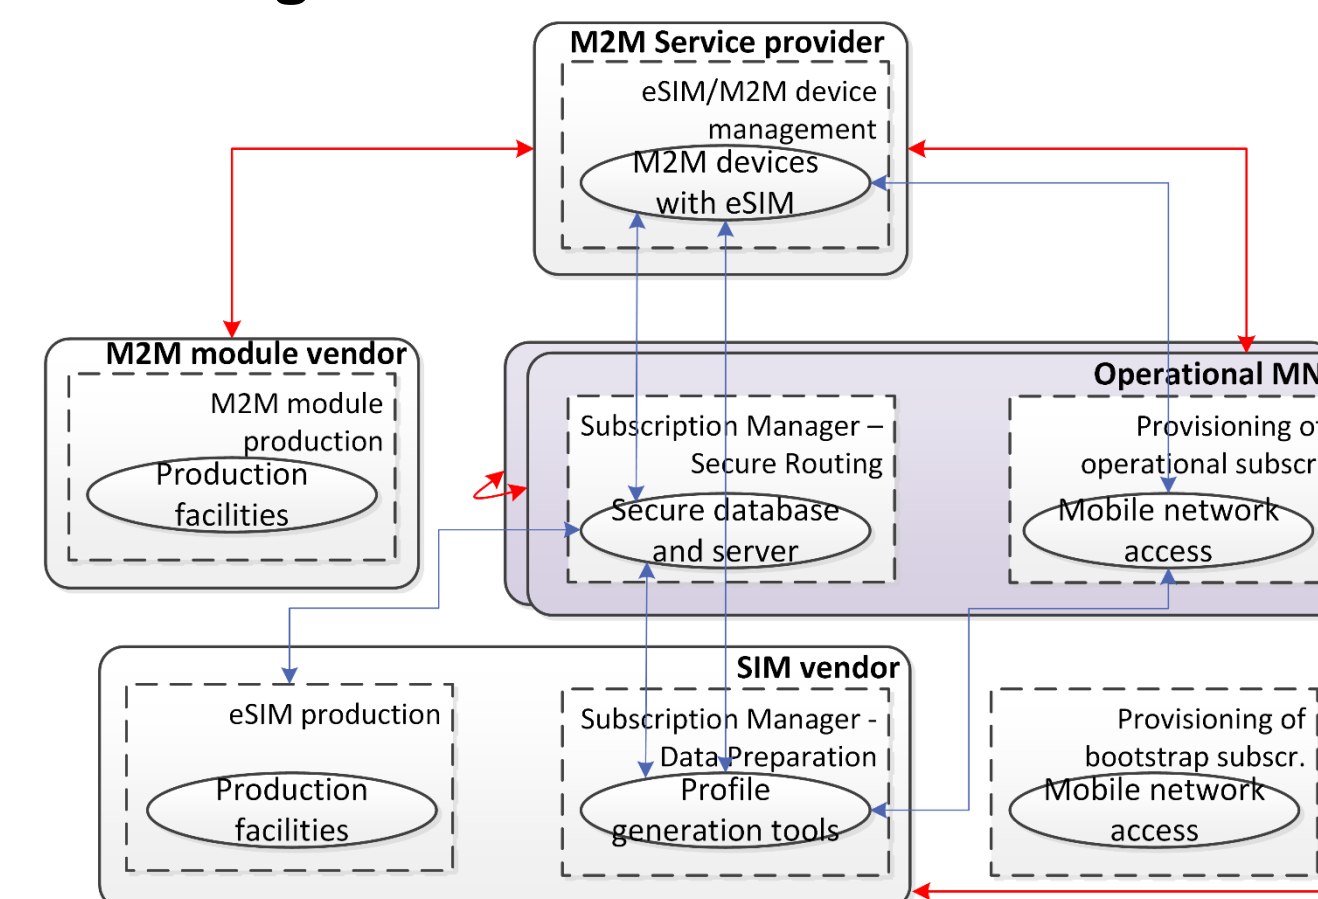 M2M Service provider
eSIM/M2M device
management
M2M devices
with eSIM
M2M module vendor
M2M module
production
Production
facilities
Operational MN
Subscription Manager –
Secure Routing
Secure database
and server
Provisioning of
operational subscr
Mobile network
access
SIM vendor
eSIM production
Production
facilities
Subscription Manager -
Data Preparation
Profile
generation tools
Provisioning of
bootstrap subscr.
Mobile network
access